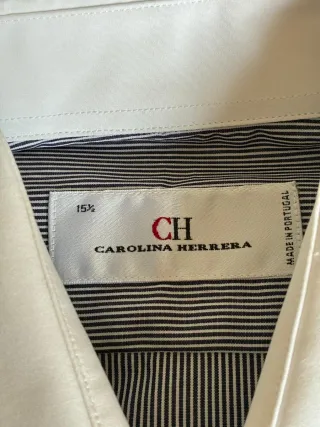 15½
CH
CAROLINA HERRERA
MADE IN PORTUGAL